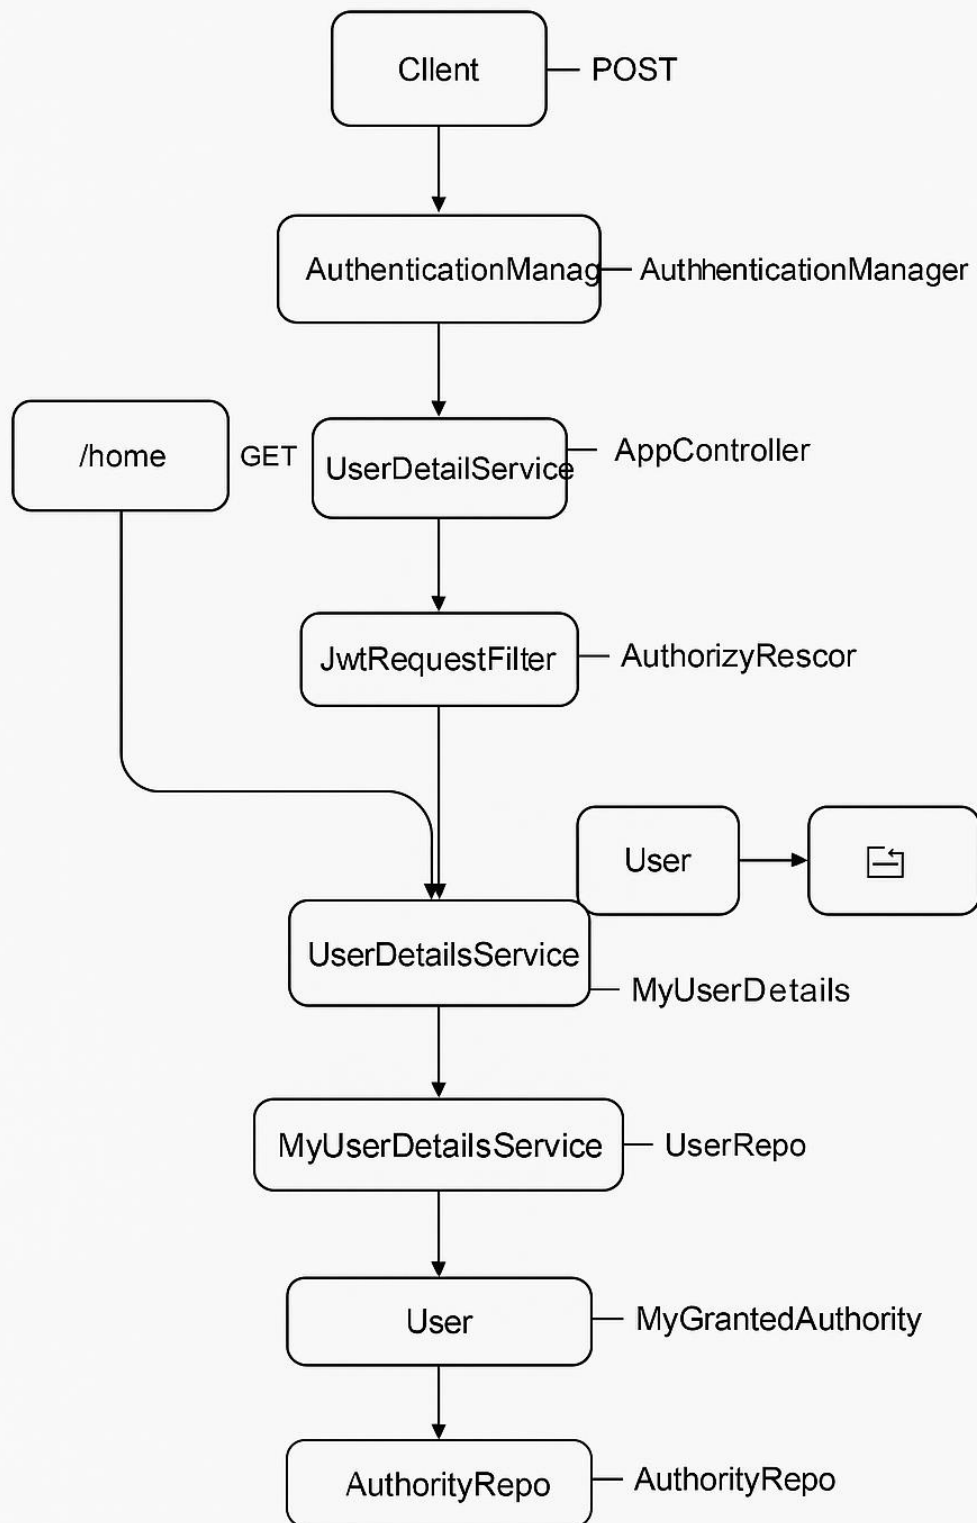 Cllent
POST
AuthenticationManag
AuthhenticationManager
/home
GET
UserDetailService
AppController
JwtRequestFilter
AuthorizyRescor
User
UserDetailsService
MyUserDetails
MyUserDetailsService
UserRepo
User
MyGrantedAuthority
AuthorityRepo
AuthorityRepo